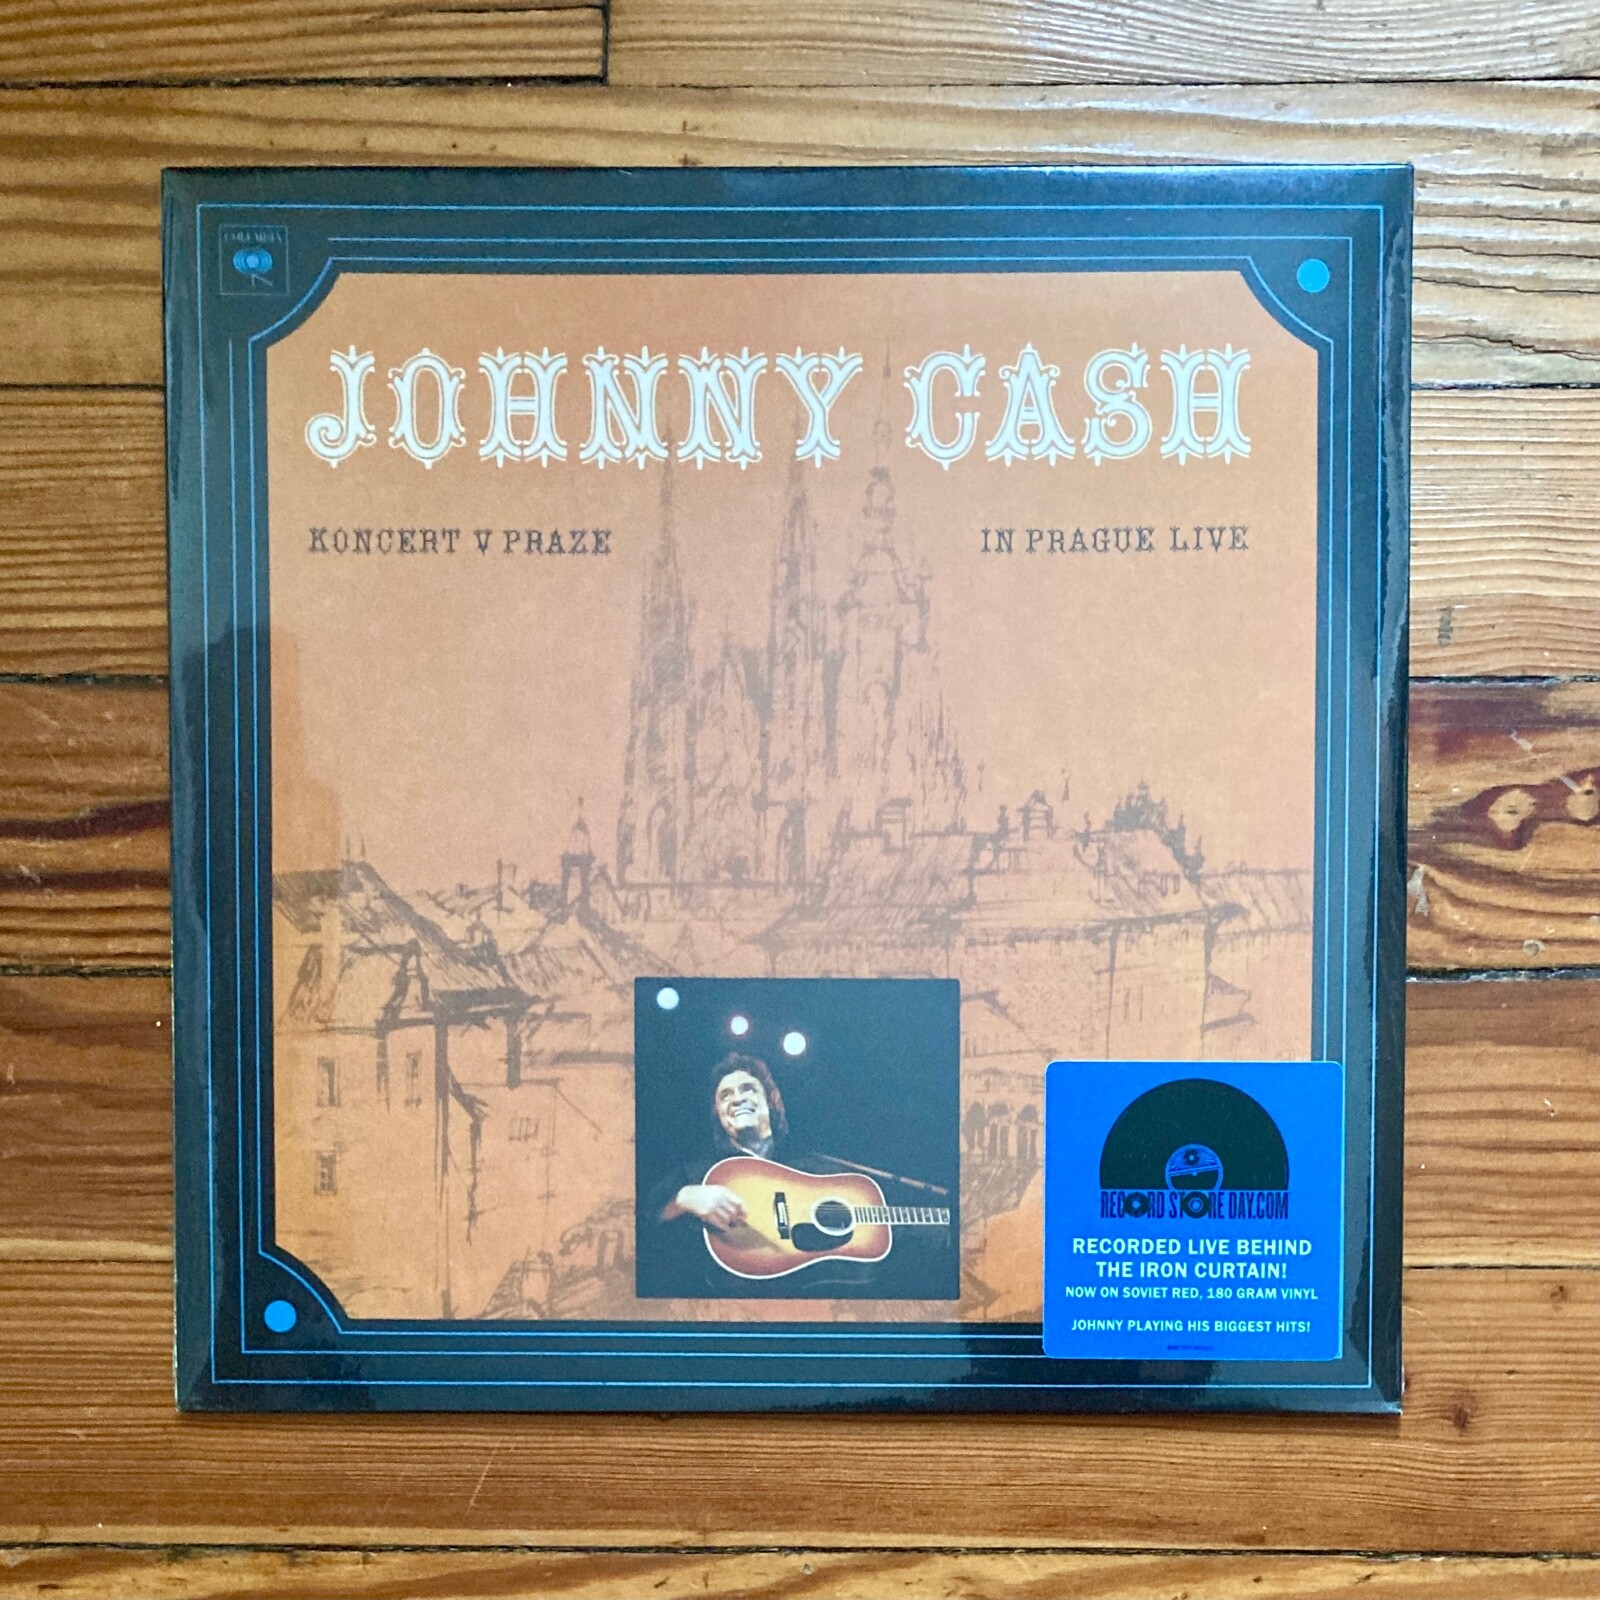 COLUMBIA
JOHNNY CASH
KONCERT V PRAZE
IN PRAGUE LIVE
RECORD STORE DAY.COM
RECORDED LIVE BEHIND
THE IRON CURTAIN!
NOW ON SOVIET RED, 180 GRAM VINYL
JOHNNY PLAYING HIS BIGGEST HITS!